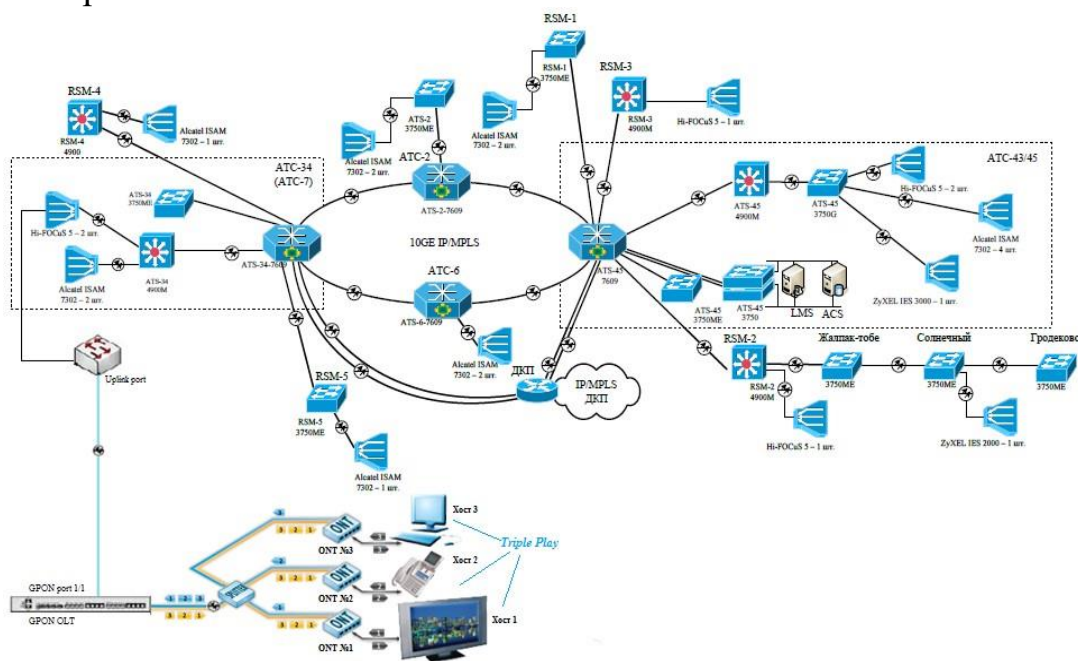 RSM-1
RSM-1
3750ME
Alcatel ISAM
7302 – 2 шт.
RSM-3
RSM-3
4900M
Hi-FOCuS 5 – 1 шт.
RSM-4
RSM-4
4900
Alcatel ISAM
7302 – 1 шт.
ATS-2
3750ME
Alcatel ISAM
7302 – 2 шт.
АТС-2
ATS-2-7609
АТС-34
(АТС-7)
ATS-34
3750ME
Hi-FOCuS 5 – 2 шт.
Alcatel ISAM
7302 – 2 шт.
ATS-34
4900M
ATS-34-7609
10GE IP/MPLS
АТС-6
ATS-6-7609
Alcatel ISAM
7302 – 2 шт.
АТС-43/45
ATS-45
7609
ATS-45
4900M
ATS-45
3750G
Hi-FOCuS 5 – 2 шт.
Alcatel ISAM
7302 – 4 шт.
ZyXEL IES 3000 – 1 шт.
ATS-45
3750ME
ATS-45
3750
LMS
ACS
RSM-2
RSM-2
4900M
Hi-FOCuS 5 – 1 шт.
Жалпак-тобе
3750ME
Солнечный
3750ME
ZyXEL IES 2000 – 1 шт.
Гродеково
3750ME
ДКП
IP/MPLS
ДКП
RSM-5
RSM-5
3750ME
Alcatel ISAM
7302 – 1 шт.
Uplink port
GPON port 1/1
GPON OLT
SPLITTER
ONT
ONT №3
ONT
ONT №2
ONT
ONT №1
Хост 3
Хост 2
Хост 1
Triple Play